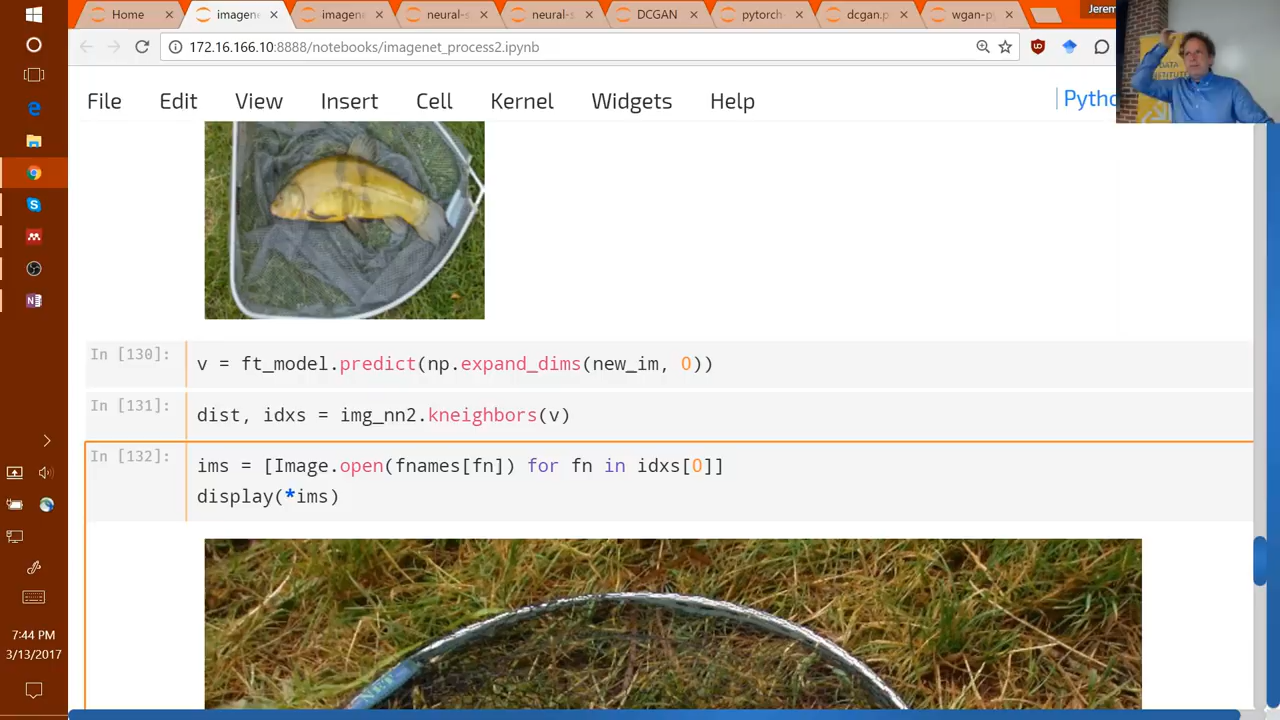 Home
imagene
imagene
neural-s
neural-s
DCGAN
pytorch-
dcgan.p
wgan-p
Jerem
172.16.166.10:8888/notebooks/imagenet_process2.ipynb
File Edit View Insert Cell Kernel Widgets Help
Pytho
DATA
INSTITUTE
In [130]:
v = ft_model.predict(np.expand_dims(new_im, 0))
In [131]:
dist, idxs = img_nn2.kneighbors(v)
In [132]:
ims = [Image.open(fnames[fn]) for fn in idxs[0]]
display(*ims)
7:44 PM
3/13/2017